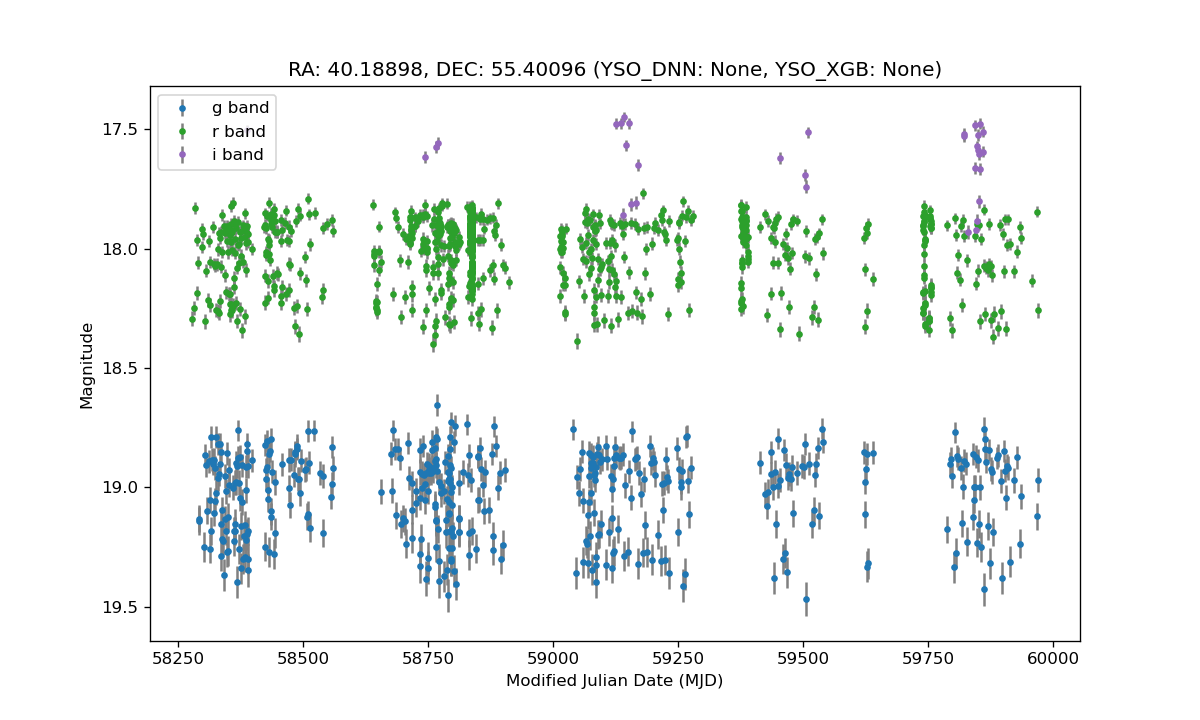 RA: 40.18898, DEC: 55.40096 (YSO_DNN: None, YSO_XGB: None)
g band
r band
i band
17.5
18.0
18.5
19.0
19.5
Magnitude
58250 58500 58750 59000 59250 59500 59750 60000
Modified Julian Date (MJD)